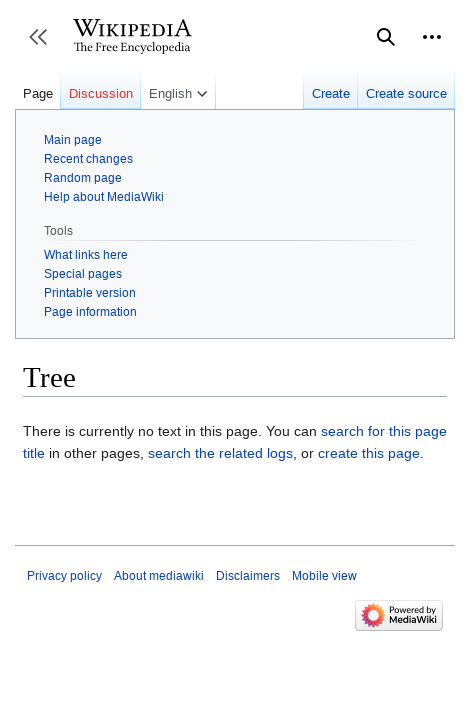 WIKIPEDIA
The Free Encyclopedia
Page Discussion English Create Create source
Main page
Recent changes
Random page
Help about MediaWiki
Tools
What links here
Special pages
Printable version
Page information
Tree
There is currently no text in this page. You can search for this page
title in other pages, search the related logs, or create this page.
Privacy policy About mediawiki Disclaimers Mobile view
Powered by
MediaWiki